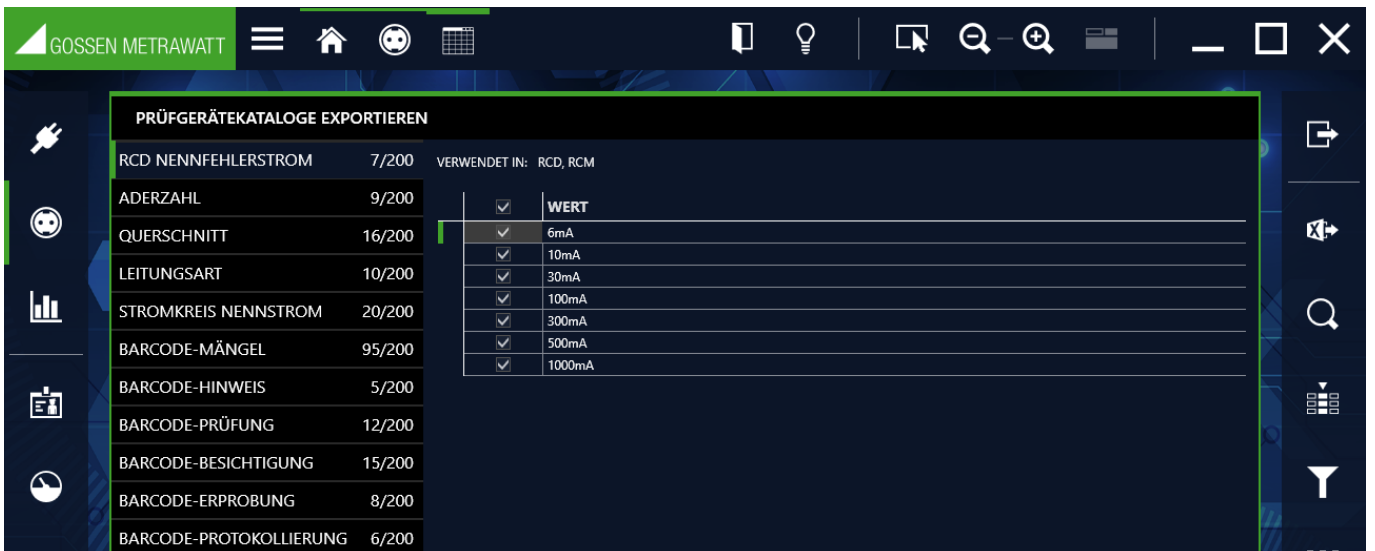 GOSSEN METRAWATT
PRÜFGERÄTEKATALOGE EXPORTIEREN
RCD NENNFEHLERSTROM 7/200
ADERZAHL 9/200
QUERSCHNITT 16/200
LEITUNGSART 10/200
STROMKREIS NENNSTROM 20/200
BARCODE-MÄNGEL 95/200
BARCODE-HINWEIS 5/200
BARCODE-PRÜFUNG 12/200
BARCODE-BESICHTIGUNG 15/200
BARCODE-ERPROBUNG 8/200
BARCODE-PROTOKOLLIERUNG 6/200
VERWENDET IN: RCD, RCM
WERT
6mA
10mA
30mA
100mA
300mA
500mA
1000mA